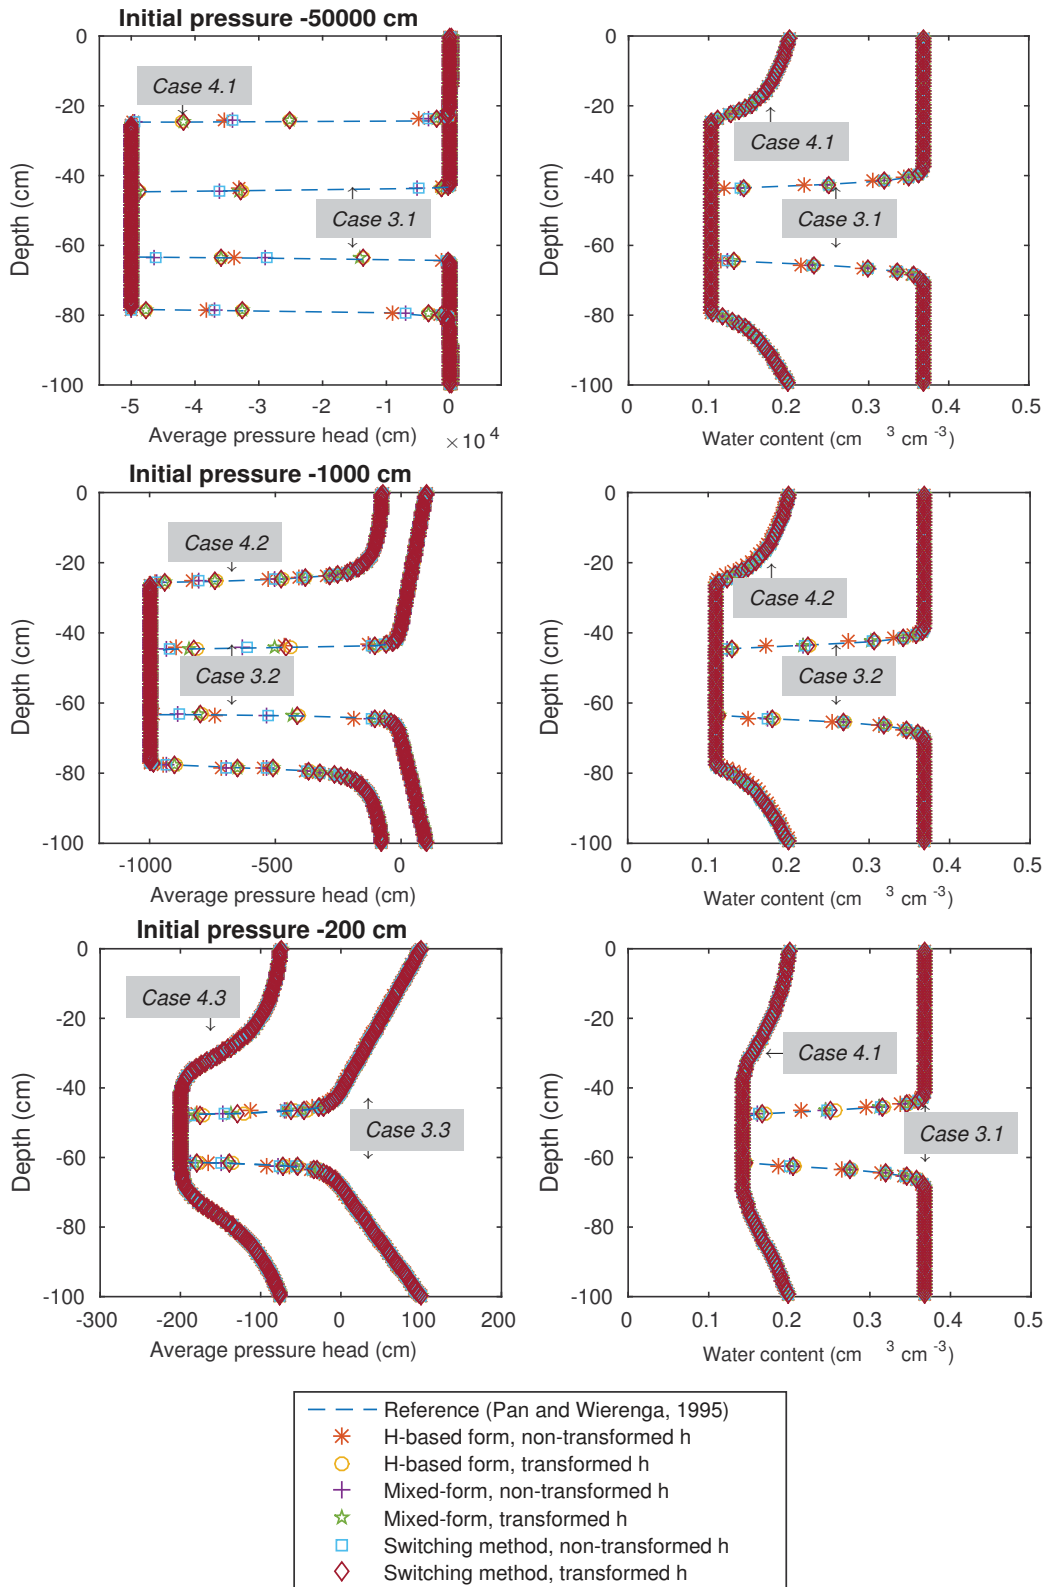 Initial pressure -50000 cm
0
-20
-40
-60
-80
-100
Depth (cm)
Case 4.1
Case 3.1
-5
-4
-3
-2
-1
0
Average pressure head (cm)
×10 4
0
-20
-40
-60
-80
-100
Depth (cm)
Case 4.1
Case 3.1
0
0.1
0.2
0.3
0.4
0.5
Water content (cm 3 cm -3)
Initial pressure -1000 cm
0
-20
-40
-60
-80
-100
Depth (cm)
Case 4.2
Case 3.2
-1000
-500
0
Average pressure head (cm)
0
-20
-40
-60
-80
-100
Depth (cm)
Case 4.2
Case 3.2
0
0.1
0.2
0.3
0.4
0.5
Water content (cm 3 cm -3)
Initial pressure -200 cm
0
-20
-40
-60
-80
-100
Depth (cm)
Case 4.3
Case 3.3
-300
-200
-100
0
100
200
Average pressure head (cm)
0
-20
-40
-60
-80
-100
Depth (cm)
Case 4.1
Case 3.1
0
0.1
0.2
0.3
0.4
0.5
Water content (cm 3 cm -3)
Reference (Pan and Wierenga, 1995)
H-based form, non-transformed h
H-based form, transformed h
Mixed-form, non-transformed h
Mixed-form, transformed h
Switching method, non-transformed h
Switching method, transformed h